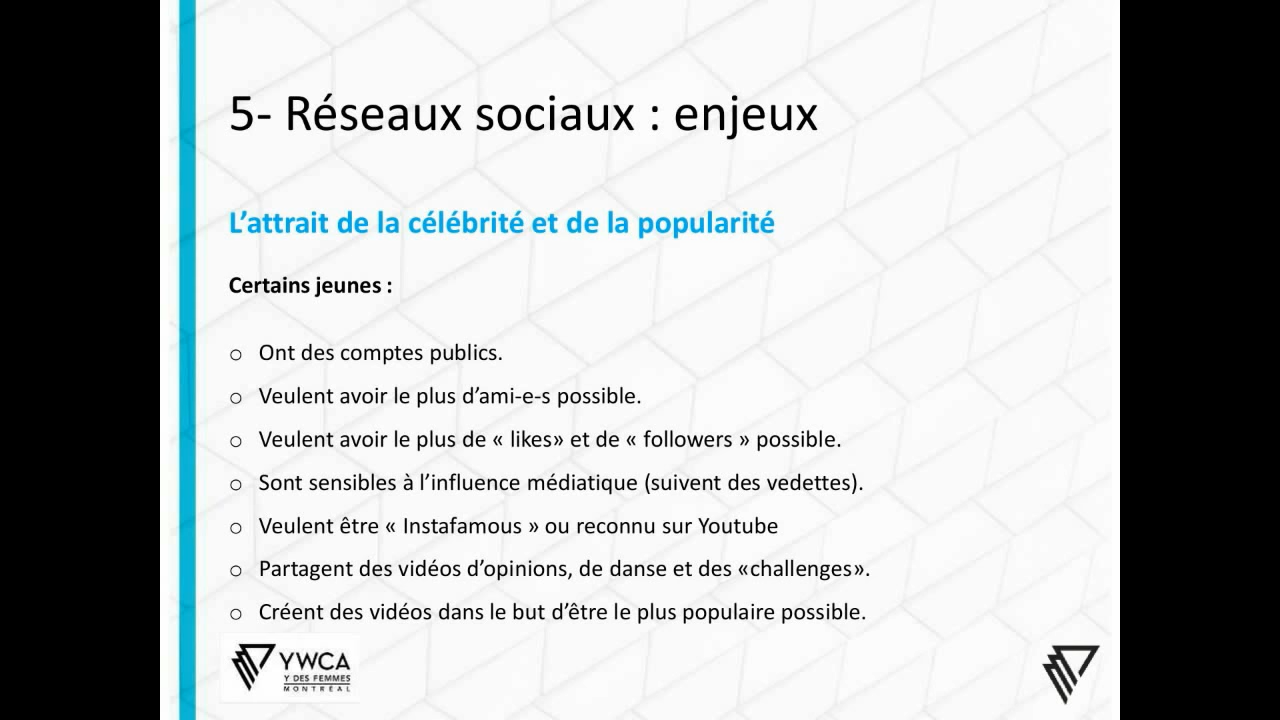 5- Réseaux sociaux : enjeux
L’attrait de la célébrité et de la popularité
Certains jeunes :
o Ont des comptes publics.
o Veulent avoir le plus d’ami-e-s possible.
o Veulent avoir le plus de « likes» et de « followers » possible.
o Sont sensibles à l’influence médiatique (suivent des vedettes).
o Veulent être « Instafamous » ou reconnu sur Youtube
o Partagent des vidéos d’opinions, de danse et des «challenges».
o Créent des vidéos dans le but d’être le plus populaire possible.
YWCA
Y DES FEMMES
MONTRÉAL